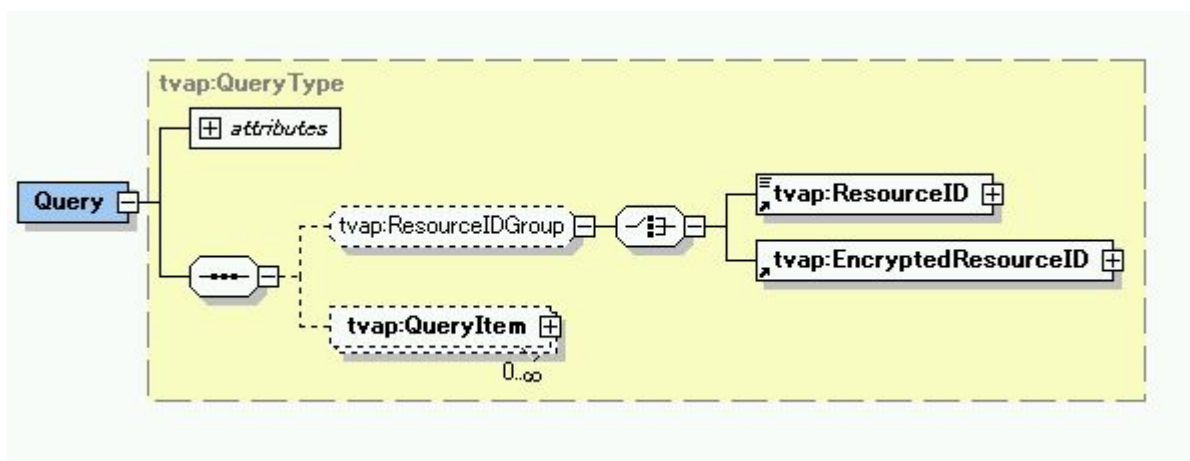 tvap:QueryType
attributes
Query
tvap:ResourceIDGroup
tvap:ResourceID
tvap:EncryptedResourceID
tvap:QueryItem
0..∞